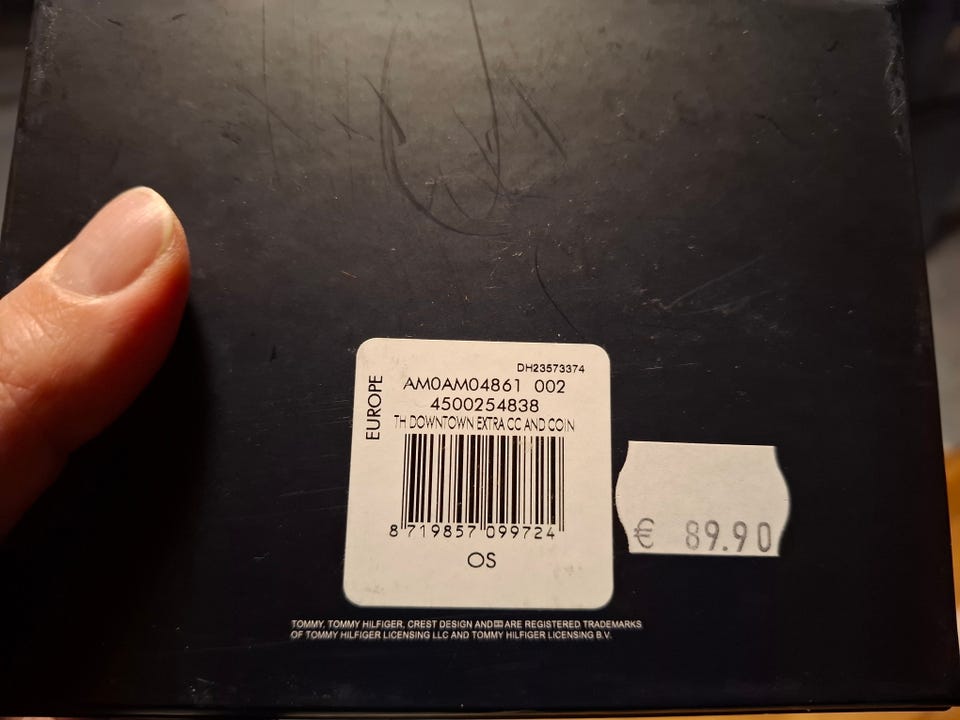 DH23573374
EUROPE
AM0AM04861 002
4500254838
TH DOWNTOWN EXTRA CC AND COIN
8 719857 099724
OS
€ 89.90
TOMMY, TOMMY HILFIGER, CREST DESIGN AND ARE REGISTERED TRADEMARKS
OF TOMMY HILFIGER LICENSING LLC AND TOMMY HILFIGER LICENSING B.V.